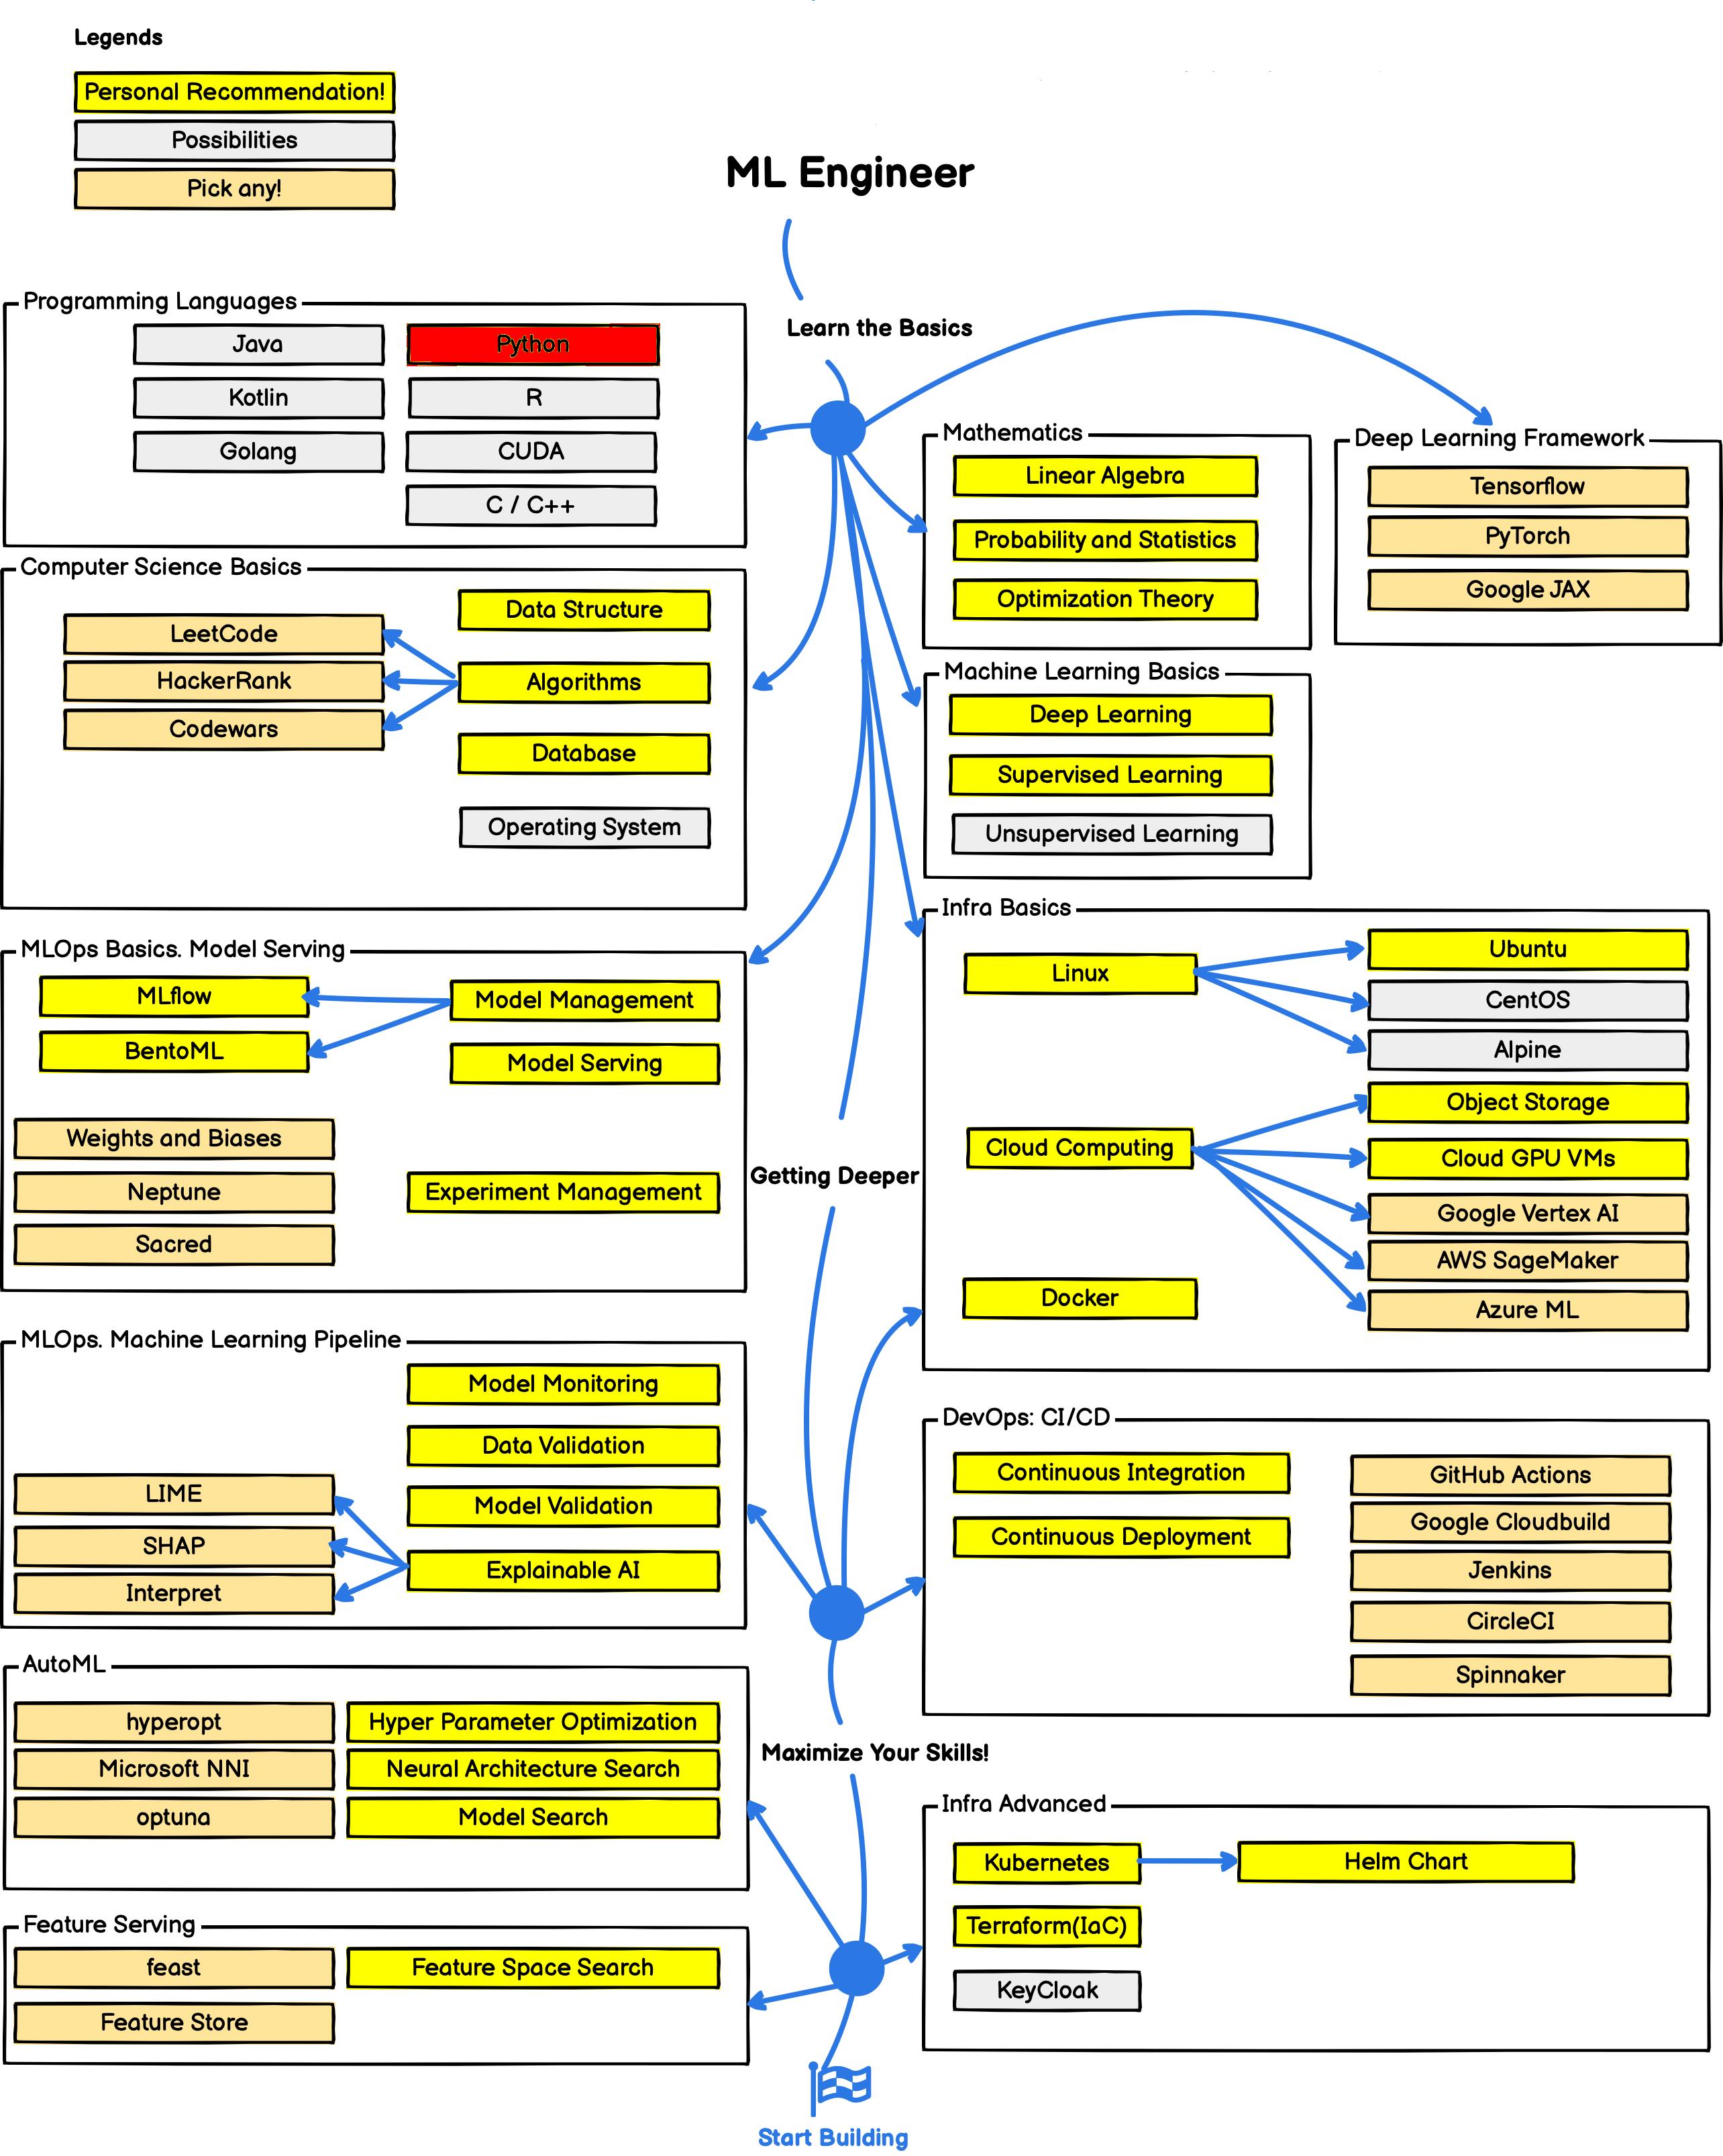 Legends
Personal Recommendation!
Possibilities
Pick any!
ML Engineer
Learn the Basics
Programming Languages
Java
Python
Kotlin
R
Golang
CUDA
C / C++
Mathematics
Linear Algebra
Probability and Statistics
Optimization Theory
Deep Learning Framework
Tensorflow
PyTorch
Google JAX
Computer Science Basics
Data Structure
LeetCode
HackerRank
Algorithms
Codewars
Database
Operating System
Machine Learning Basics
Deep Learning
Supervised Learning
Unsupervised Learning
MLOps Basics. Model Serving
MLflow
Model Management
BentoML
Model Serving
Weights and Biases
Neptune
Experiment Management
Sacred
Infra Basics
Linux
Ubuntu
CentOS
Alpine
Object Storage
Cloud Computing
Cloud GPU VMs
Google Vertex AI
AWS SageMaker
Docker
Azure ML
Getting Deeper
MLOps. Machine Learning Pipeline
Model Monitoring
Data Validation
LIME
Model Validation
SHAP
Explainable AI
Interpret
DevOps: CI/CD
Continuous Integration
GitHub Actions
Google Cloudbuild
Continuous Deployment
Jenkins
CircleCI
Spinnaker
AutoML
hyperopt
Hyper Parameter Optimization
Microsoft NNI
Neural Architecture Search
optuna
Model Search
Maximize Your Skills!
Infra Advanced
Kubernetes
Helm Chart
Terraform(IaC)
KeyCloak
Feature Serving
feast
Feature Space Search
Feature Store
Start Building